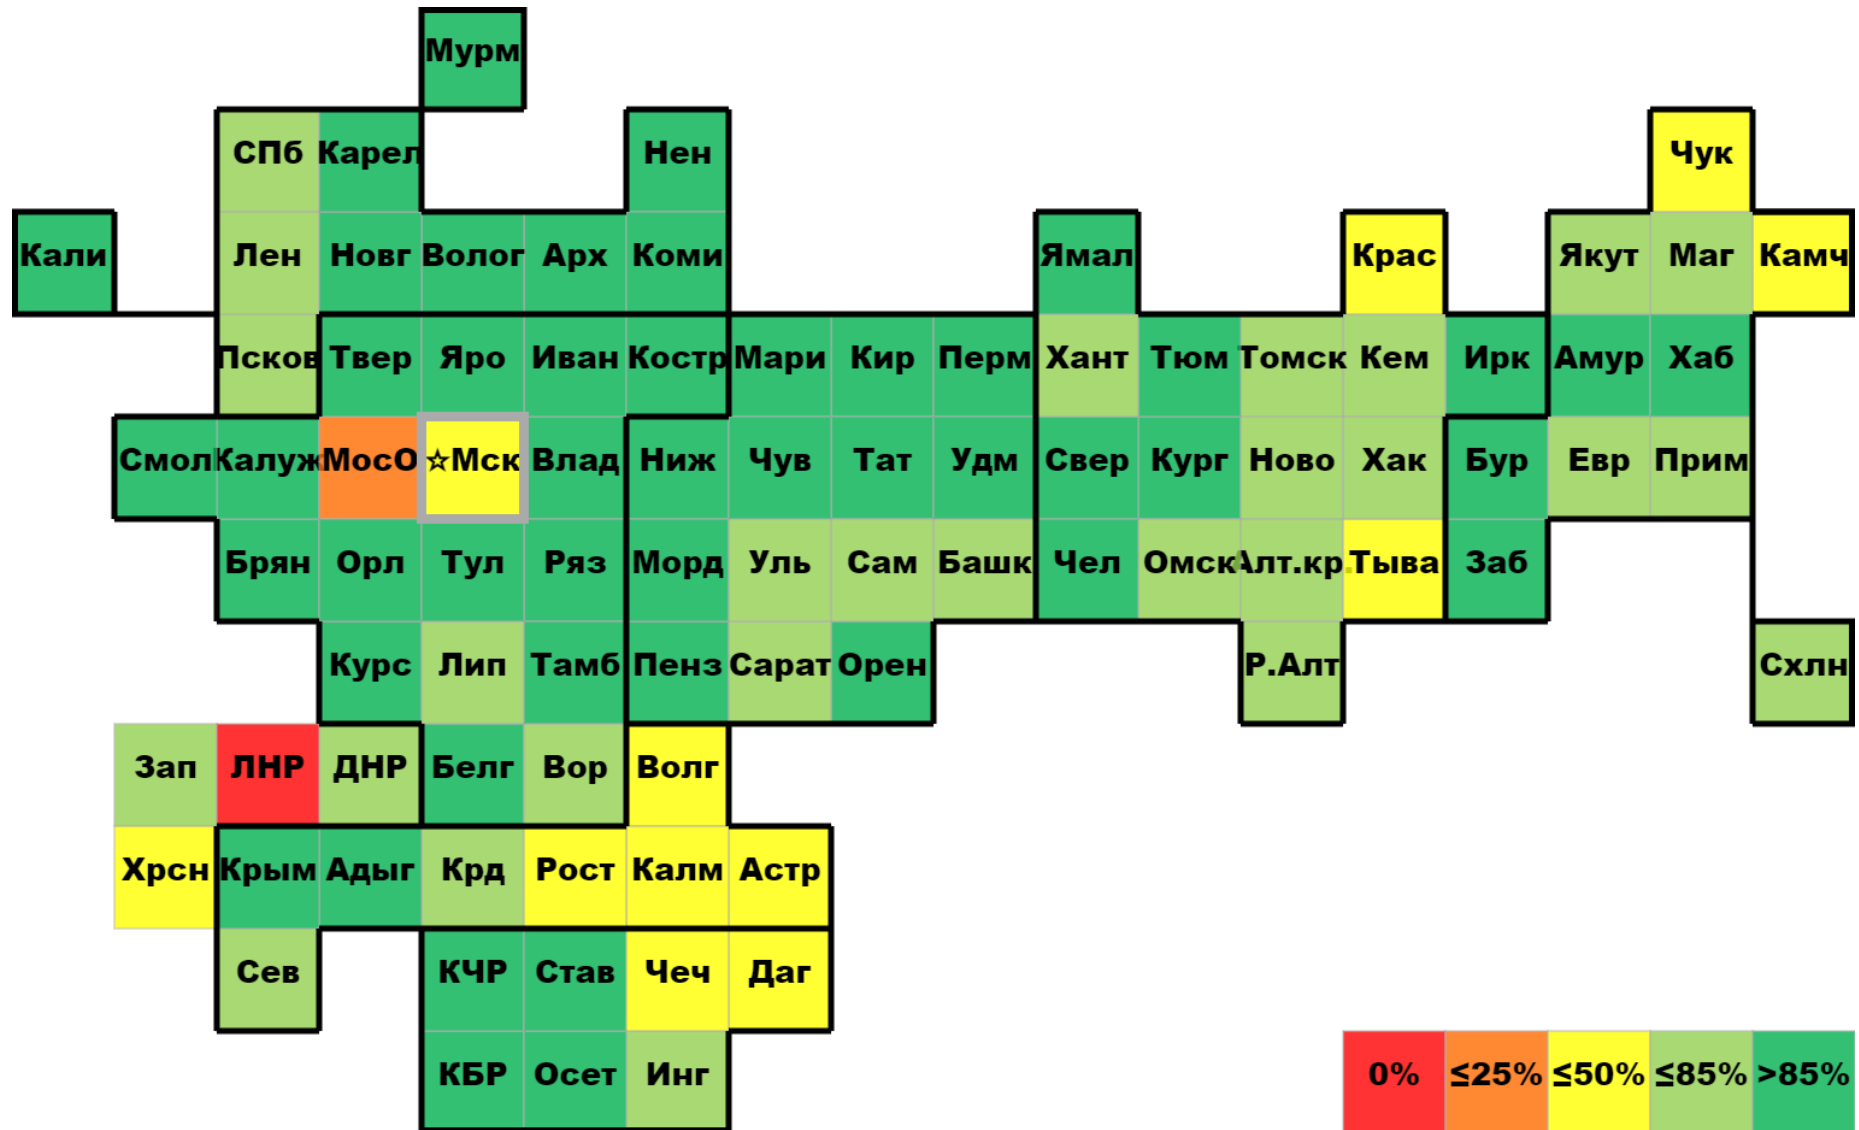 Мурм
СПб Карел Нен Чук
Кали Лен Новг Волог Арх Коми Ямал Крас Якут Маг Камч
Псков Твер Яро Иван Костр Мари Кир Перм Хант Тюм Томск Кем Ирк Амур Хаб
Смол Калуж МосО ☆Мск Влад Ниж Чув Тат Удм Свер Кург Ново Хак Бур Евр Прим
Брян Орл Тул Ряз Морд Уль Сам Башк Чел Омск Алт.кр. Тыва Заб
Курс Лип Тамб Пенз Сарат Орен Р.Алт Схлн
Зап ЛНР ДНР Белг Вор Волг
Хрсн Крым Адыг Крд Рост Калм Астр
Сев КЧР Став Чеч Даг
КБР Осет Инг 0% ≤25% ≤50% ≤85% >85%